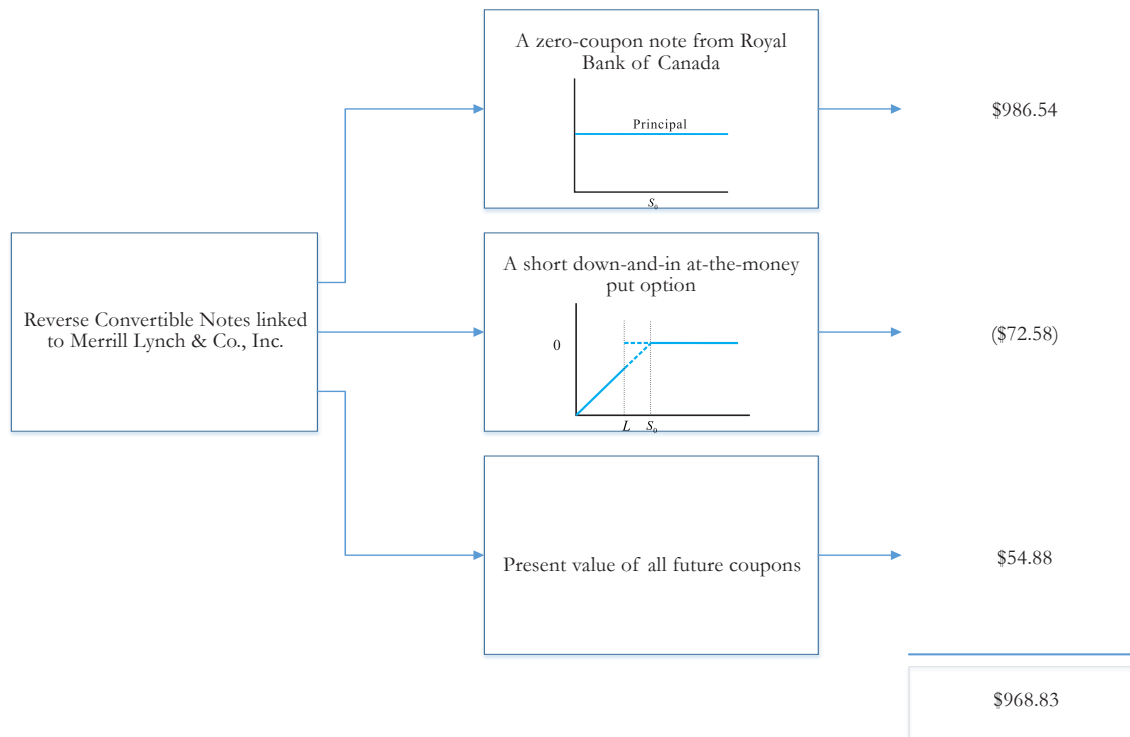 A zero-coupon note from Royal
Bank of Canada
Principal
S₀
$986.54
Reverse Convertible Notes linked
to Merrill Lynch & Co., Inc.
A short down-and-in at-the-money
put option
0
L S₀
($72.58)
Present value of all future coupons
$54.88
$968.83